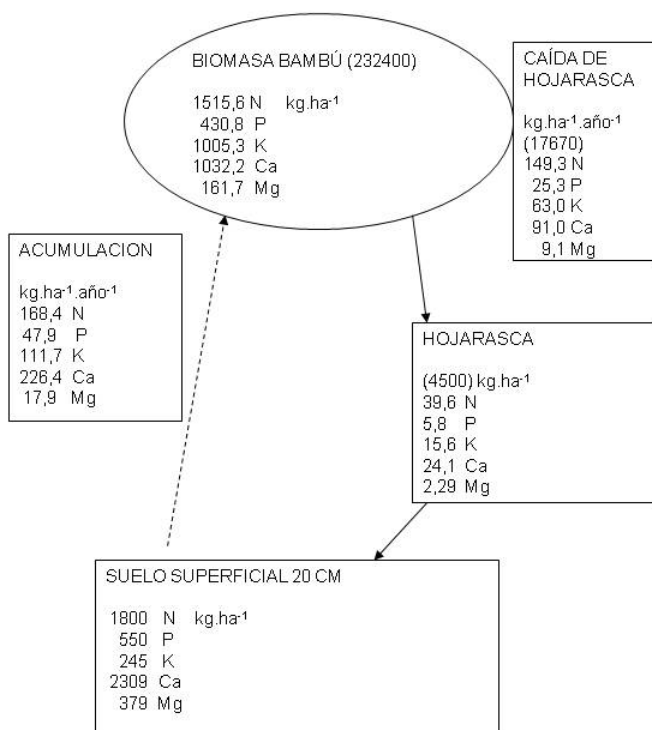 BIOMASA BAMBÚ (232400)
1515,6 N kg.ha⁻¹
430,8 P
1005,3 K
1032,2 Ca
161,7 Mg
CAÍDA DE
HOJARASCA
kg.ha⁻¹.año⁻¹
(17670)
149,3 N
25,3 P
63,0 K
91,0 Ca
9,1 Mg
ACUMULACION
kg.ha⁻¹.año⁻¹
168,4 N
47,9 P
111,7 K
226,4 Ca
17,9 Mg
HOJARASCA
(4500) kg.ha⁻¹
39,6 N
5,8 P
15,6 K
24,1 Ca
2,29 Mg
SUELO SUPERFICIAL 20 CM
1800 N kg.ha⁻¹
550 P
245 K
2309 Ca
379 Mg